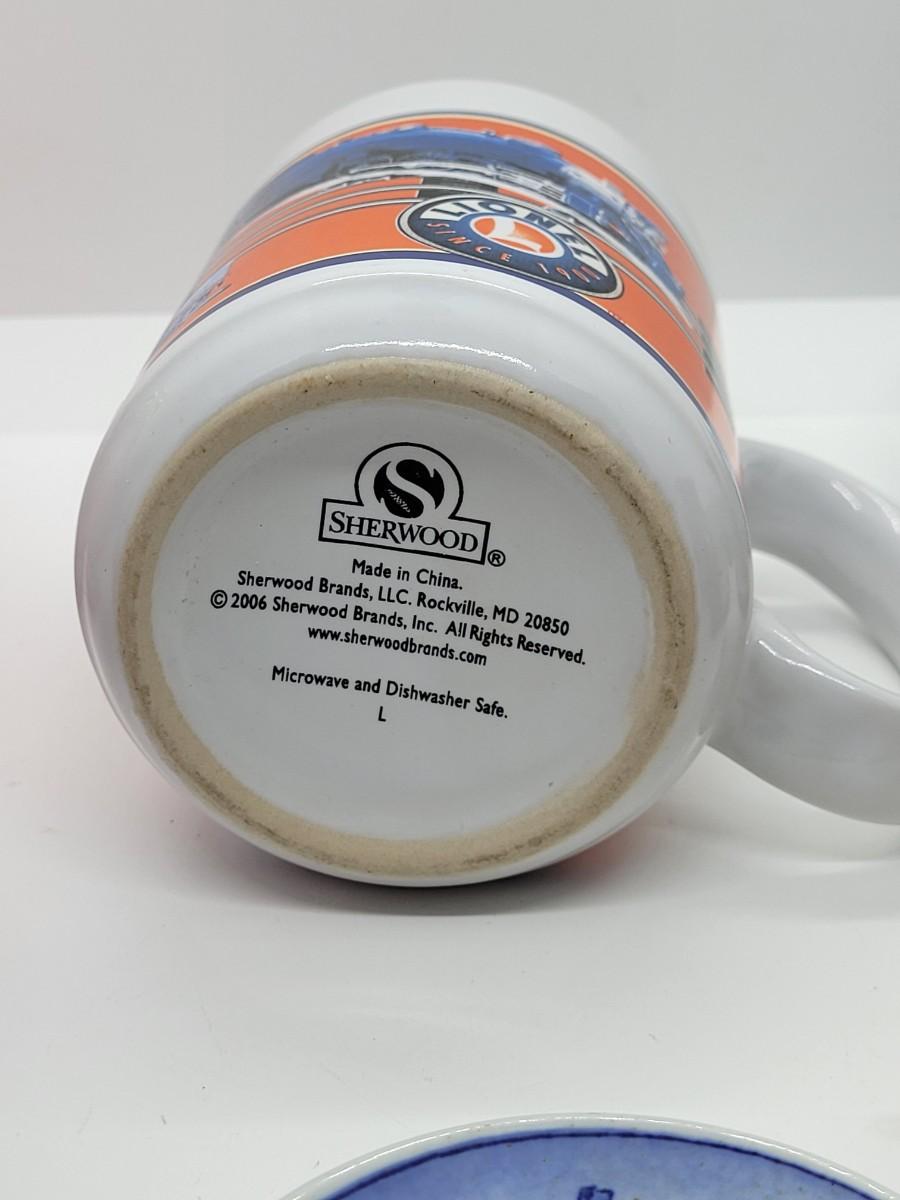 LIONEL
SINCE 190
SHERWOOD®
Made in China.
Sherwood Brands, LLC. Rockville, MD 20850
© 2006 Sherwood Brands, Inc. All Rights Reserved.
www.sherwoodbrands.com
Microwave and Dishwasher Safe.
L